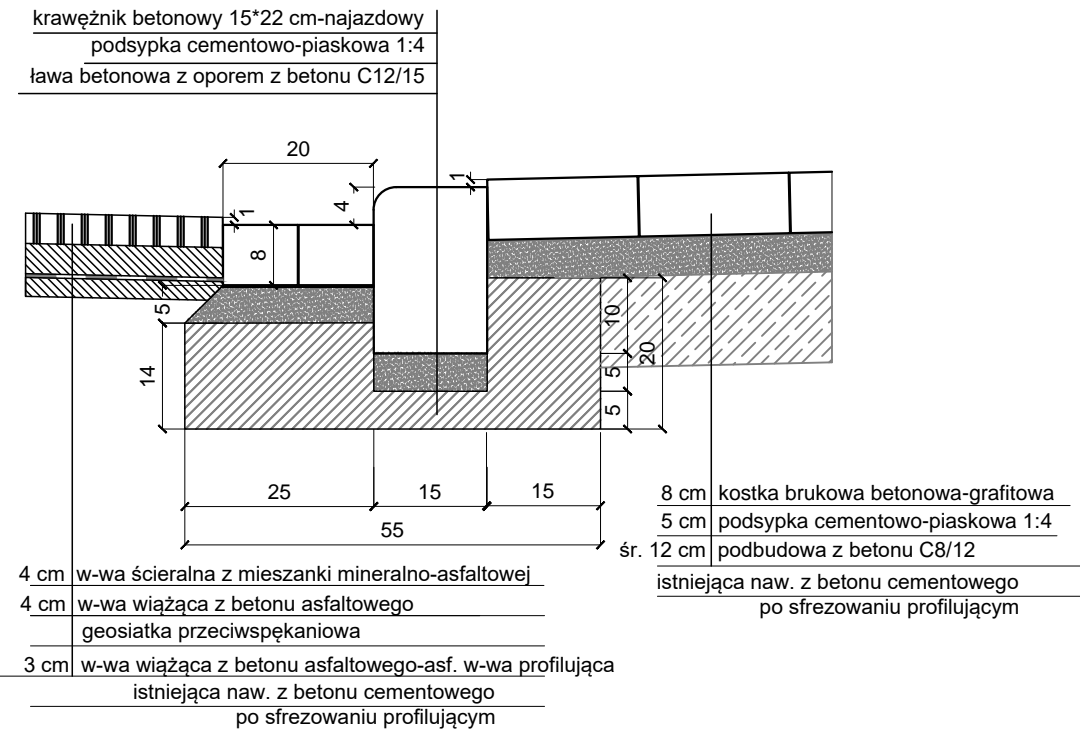 krawężnik betonowy 15*22 cm-najazdowy
podsypka cementowo-piaskowa 1:4
ława betonowa z oporem z betonu C12/15
20
1
4
1
8
5
14
10
20
5
5
25
15
15
55
8 cm kostka brukowa betonowa-grafitowa
5 cm podsypka cementowo-piaskowa 1:4
śr. 12 cm podbudowa z betonu C8/12
istniejąca naw. z betonu cementowego
po sfrezowaniu profilującym
4 cm w-wa ścieralna z mieszanki mineralno-asfaltowej
4 cm w-wa wiążąca z betonu asfaltowego
geosiatka przeciwspękaniowa
3 cm w-wa wiążąca z betonu asfaltowego-asf. w-wa profilująca
istniejąca naw. z betonu cementowego
po sfrezowaniu profilującym